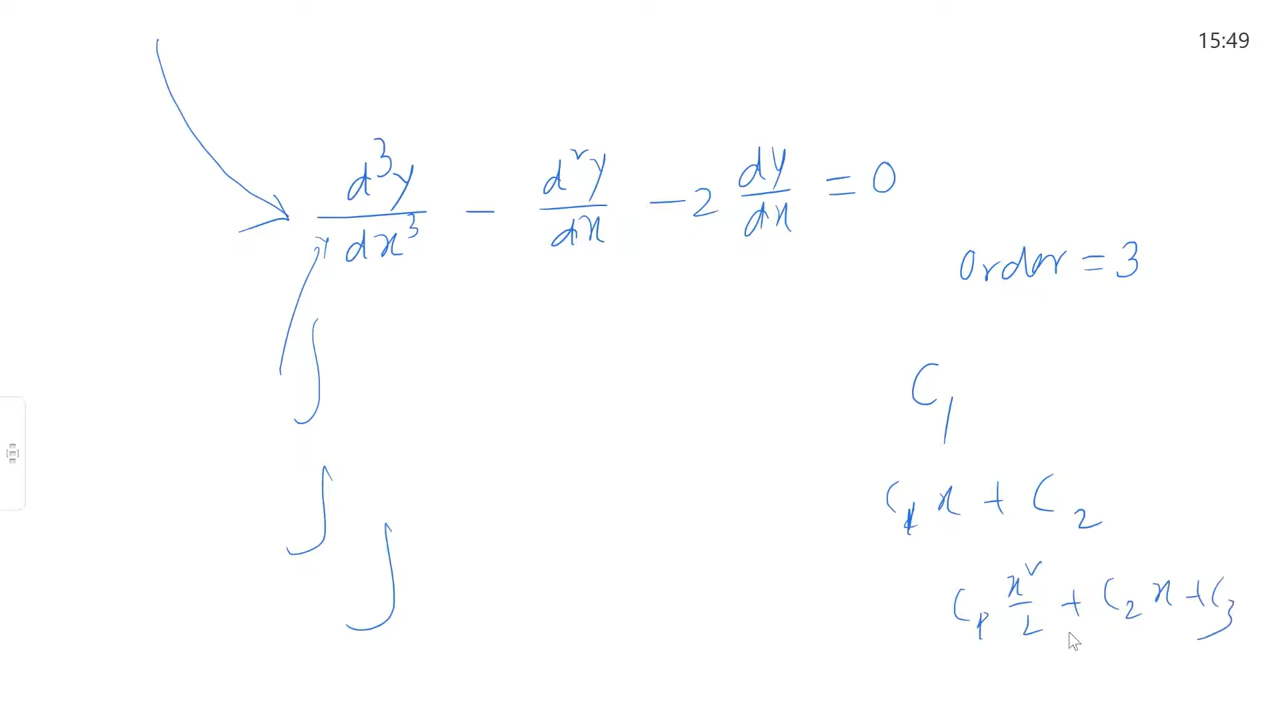 15:49
d³y/dx³ − d²y/dx − 2 dy/dx = 0
Order = 3
∫
C₁
∫
C₁x + C₂
∫
C₁ x²/2 + C₂x + C₃